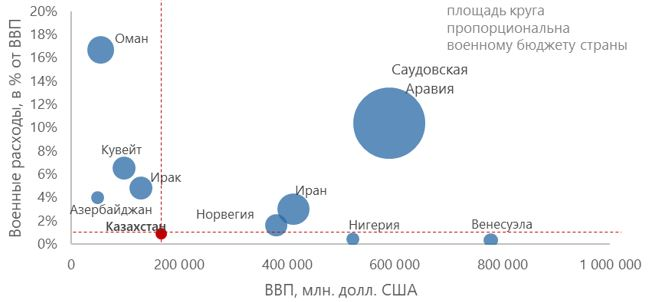 площадь круга
пропорциональна
военному бюджету страны
Военные расходы, в % от ВВП
20%
18%
16%
14%
12%
10%
8%
6%
4%
2%
0%
Оман
Саудовская
Аравия
Кувейт
Ирак
Иран
Азербайджан
Норвегия
Казахстан
Нигерия
Венесуэла
0
200 000
400 000
600 000
800 000
1 000 000
ВВП, млн. долл. США